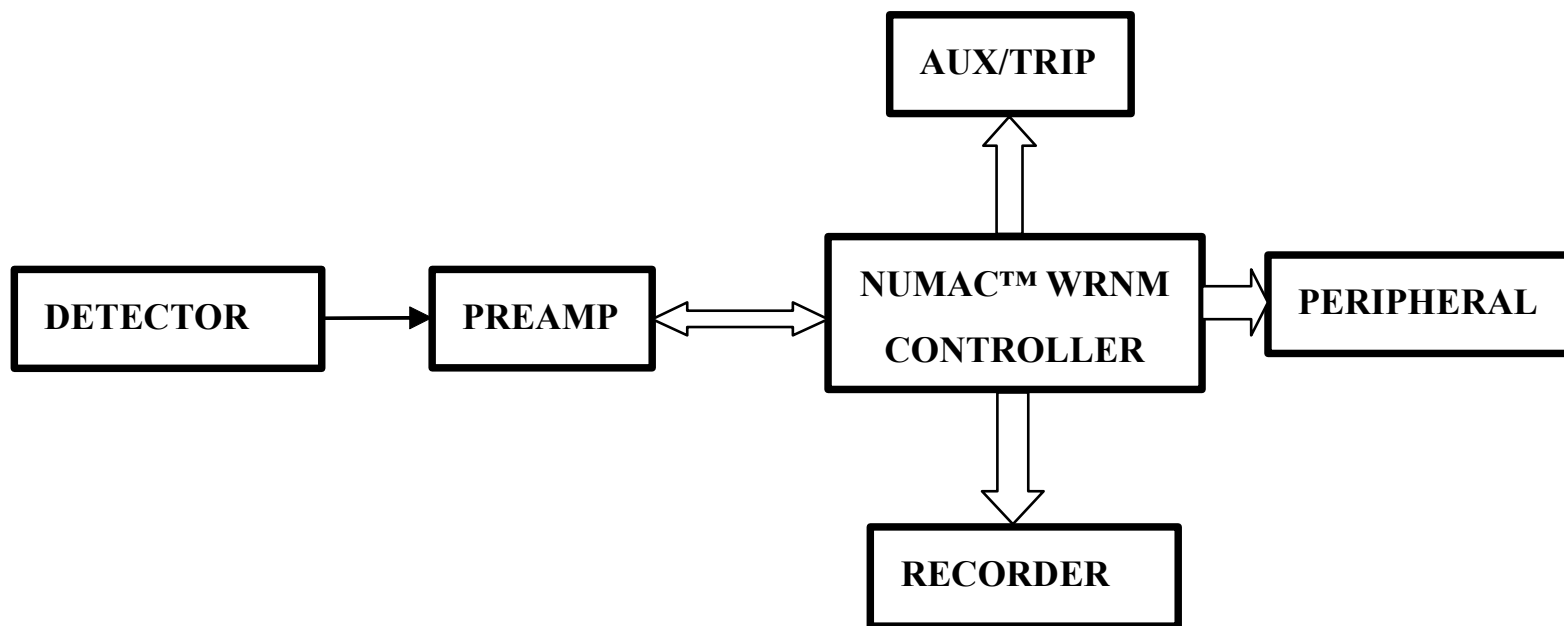 AUX/TRIP
DETECTOR
PREAMP
NUMAC™ WRNM
CONTROLLER
PERIPHERAL
RECORDER